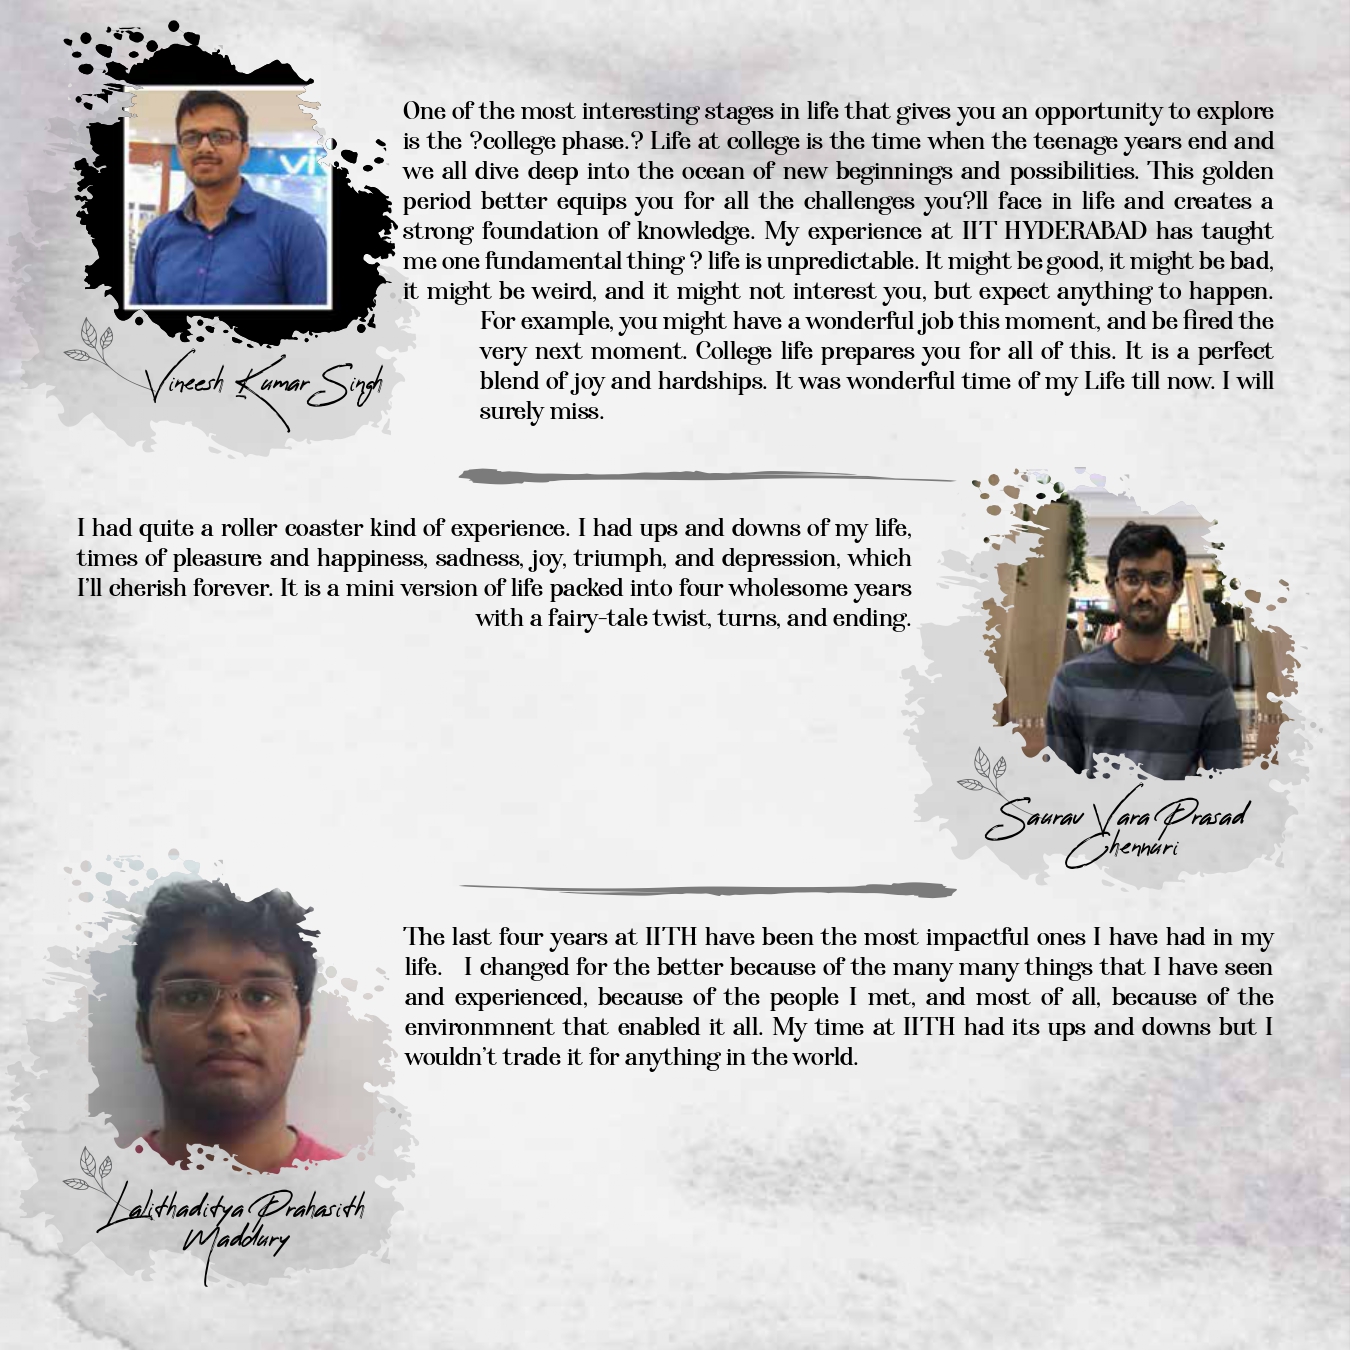 One of the most interesting stages in life that gives you an opportunity to explore
is the ?college phase.? Life at college is the time when the teenage years end and
we all dive deep into the ocean of new beginnings and possibilities. This golden
period better equips you for all the challenges you?ll face in life and creates a
strong foundation of knowledge. My experience at IIT HYDERABAD has taught
me one fundamental thing ? life is unpredictable. It might be good, it might be bad,
it might be weird, and it might not interest you, but expect anything to happen.
For example, you might have a wonderful job this moment, and be fired the
very next moment. College life prepares you for all of this. It is a perfect
blend of joy and hardships. It was wonderful time of my Life till now. I will
surely miss.
Vineesh Kumar Singh
I had quite a roller coaster kind of experience. I had ups and downs of my life,
times of pleasure and happiness, sadness, joy, triumph, and depression, which
I'll cherish forever. It is a mini version of life packed into four wholesome years
with a fairy-tale twist, turns, and ending.
Saurav Vara Prasad
Chennuri
The last four years at IITH have been the most impactful ones I have had in my
life. I changed for the better because of the many many things that I have seen
and experienced, because of the people I met, and most of all, because of the
environmnent that enabled it all. My time at IITH had its ups and downs but I
wouldn't trade it for anything in the world.
Lalithaditya Prahasith
Maddury